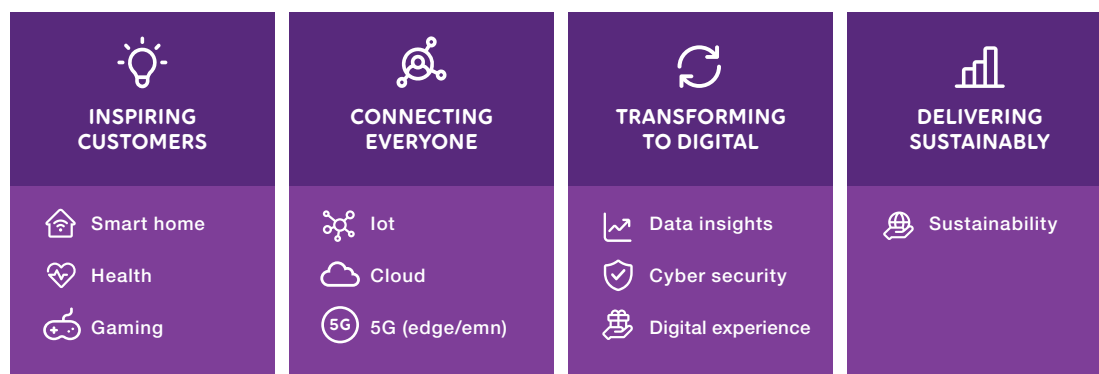 INSPIRING
CUSTOMERS
Smart home
Health
Gaming
CONNECTING
EVERYONE
Iot
Cloud
5G
5G (edge/emn)
TRANSFORMING
TO DIGITAL
Data insights
Cyber security
Digital experience
DELIVERING
SUSTAINABLY
Sustainability